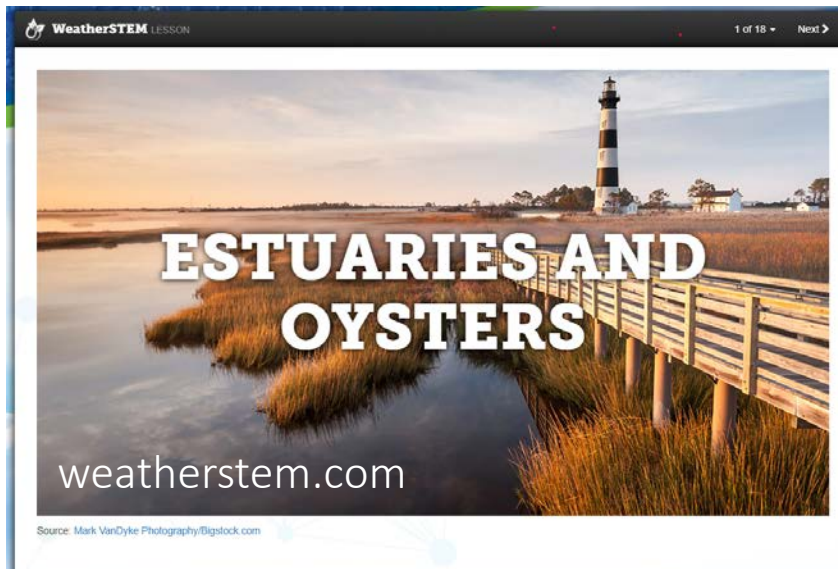 WeatherSTEM LESSON 1 of 18 Next
ESTUARIES AND
OYSTERS
weatherstem.com
Source: Mark VanDyke Photography/Bigstock.com